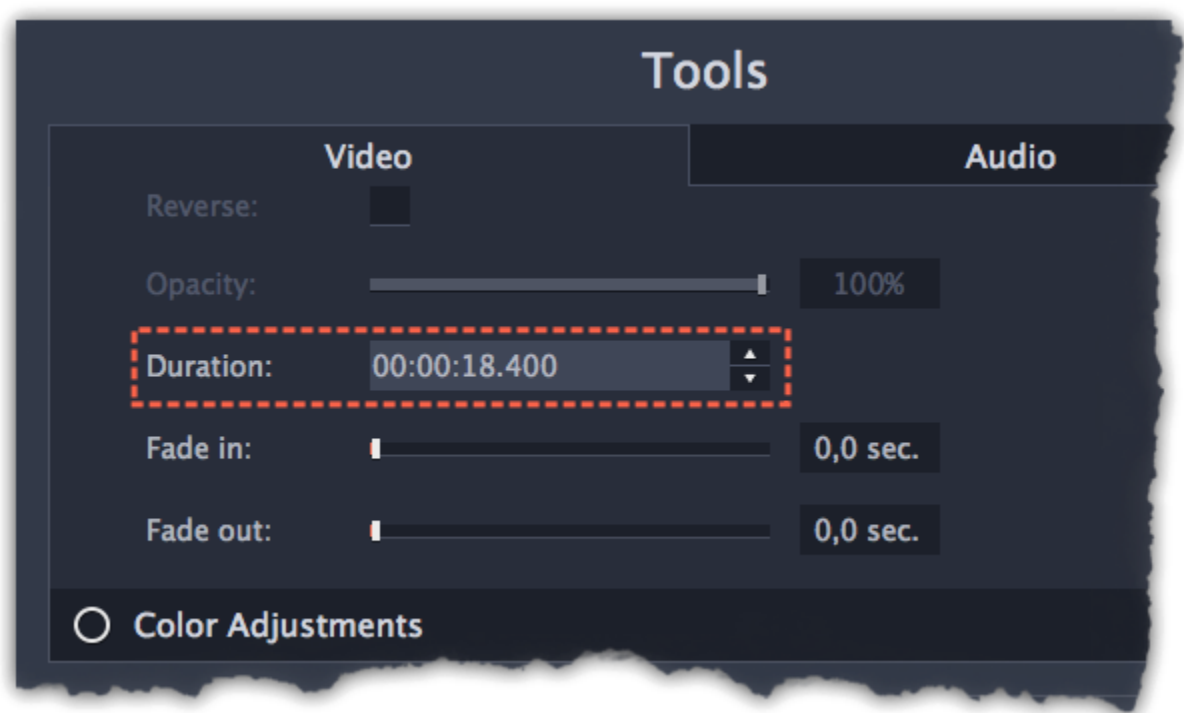 Tools
Video Audio
Reverse:
Opacity: 100%
Duration: 00:00:18.400
Fade in: 0,0 sec.
Fade out: 0,0 sec.
Color Adjustments